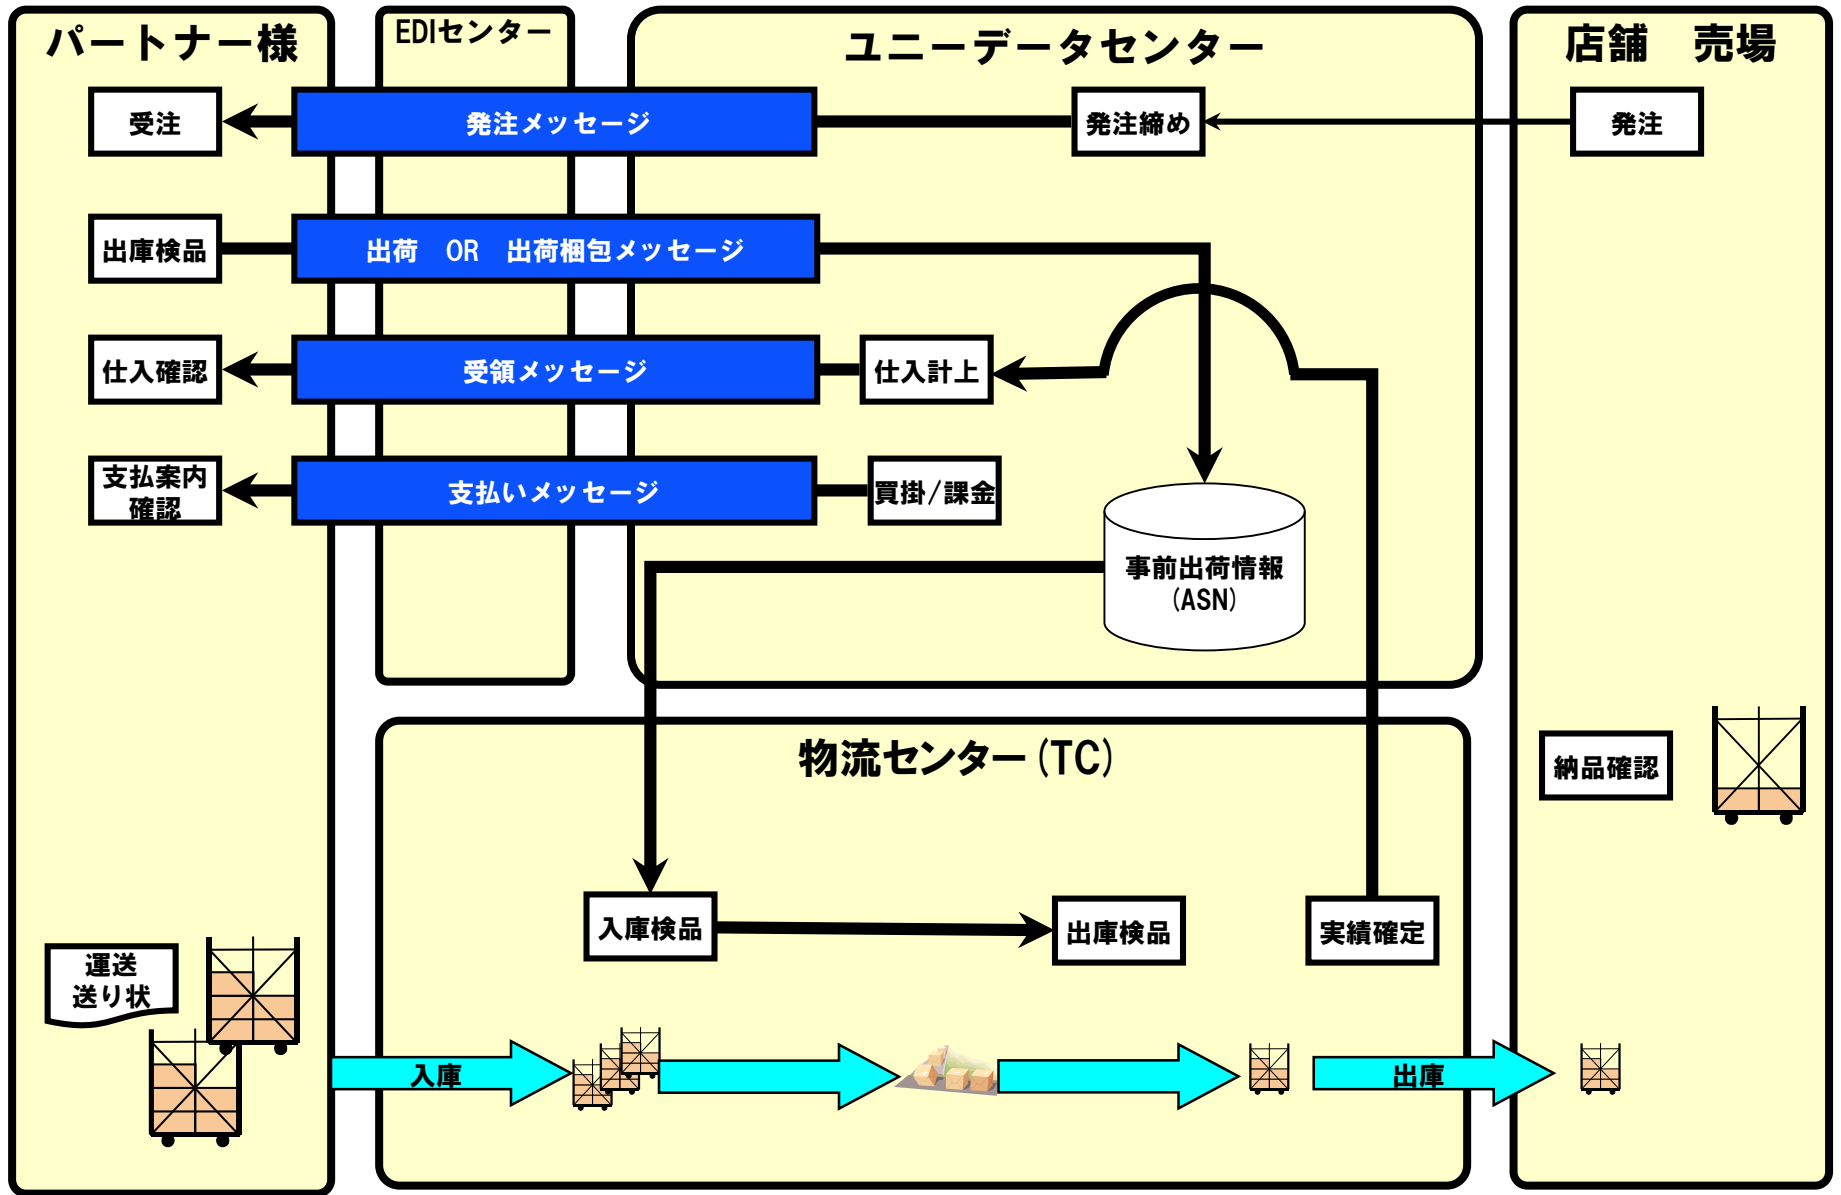 パートナー様
EDIセンター
ユニーデータセンター
店舗　売場
受注
発注メッセージ
発注締め
発注
出庫検品
出荷　OR　出荷梱包メッセージ
仕入確認
受領メッセージ
仕入計上
支払案内
確認
支払いメッセージ
買掛/課金
事前出荷情報
(ASN)
物流センター(TC)
納品確認
入庫検品
出庫検品
実績確定
運送
送り状
入庫
出庫